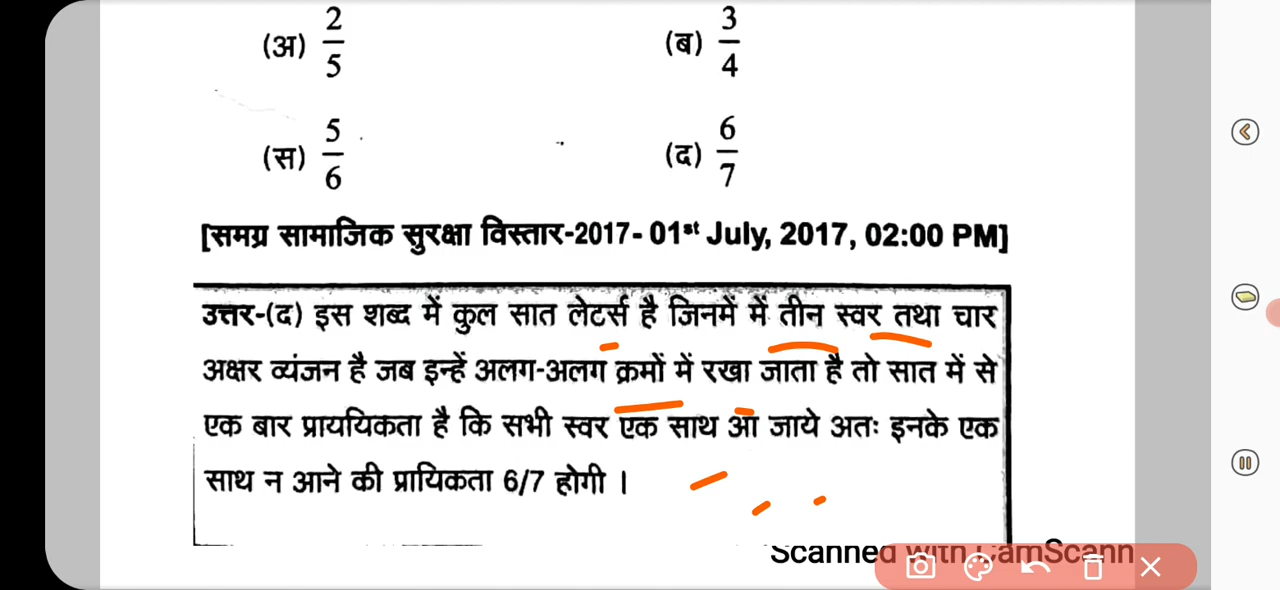 (अ) 2/5 (ब) 3/4
(स) 5/6 (द) 6/7
[समग्र सामाजिक सुरक्षा विस्तार-2017- 01st July, 2017, 02:00 PM]
उत्तर-(द) इस शब्द में कुल सात लेटर्स है जिनमें में तीन स्वर तथा चार
अक्षर व्यंजन है जब इन्हें अलग-अलग क्रमों में रखा जाता है तो सात में से
एक बार प्राययिकता है कि सभी स्वर एक साथ आ जाये अतः इनके एक
साथ न आने की प्रायिकता 6/7 होगी ।
Scanned with CamScann